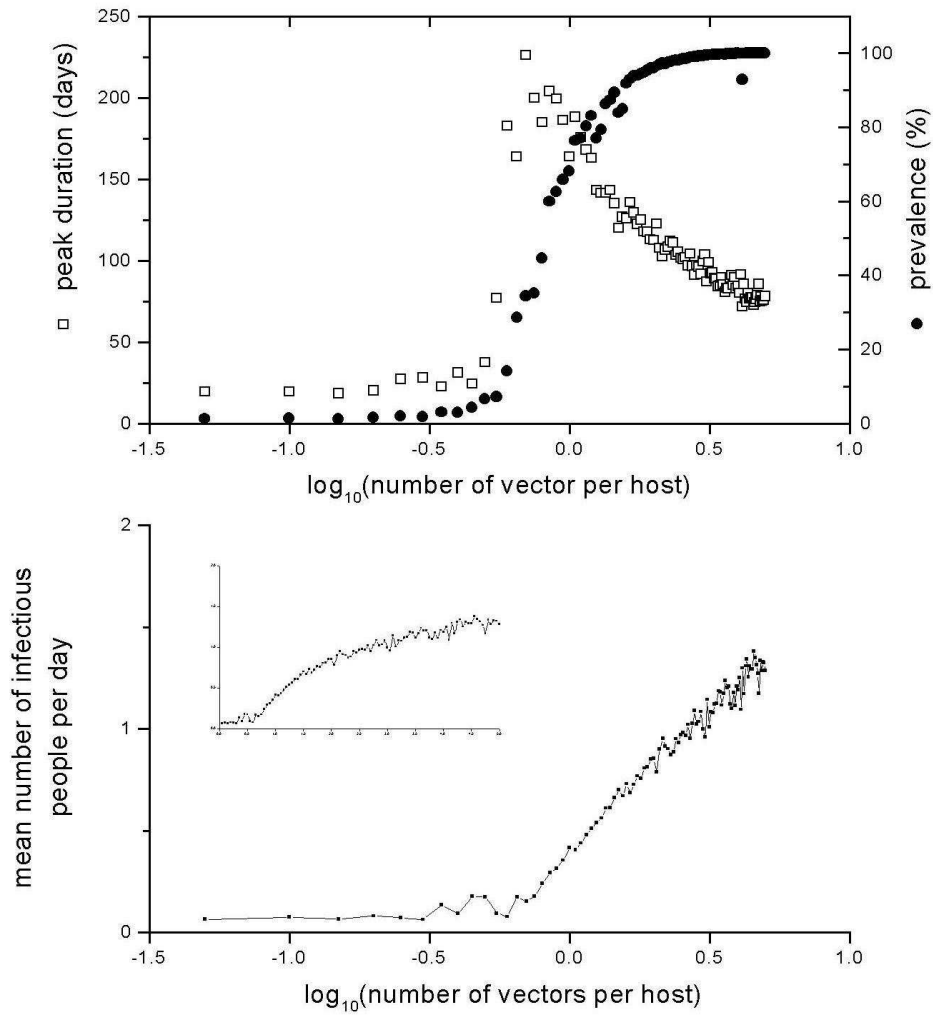 250
200
150
100
50
0
peak duration (days)
100
80
60
40
20
0
prevalence (%)
-1.5 -1.0 -0.5 0.0 0.5 1.0
log10(number of vector per host)
2
1
0
mean number of infectious
people per day
-1.5 -1.0 -0.5 0.0 0.5 1.0
log10(number of vectors per host)